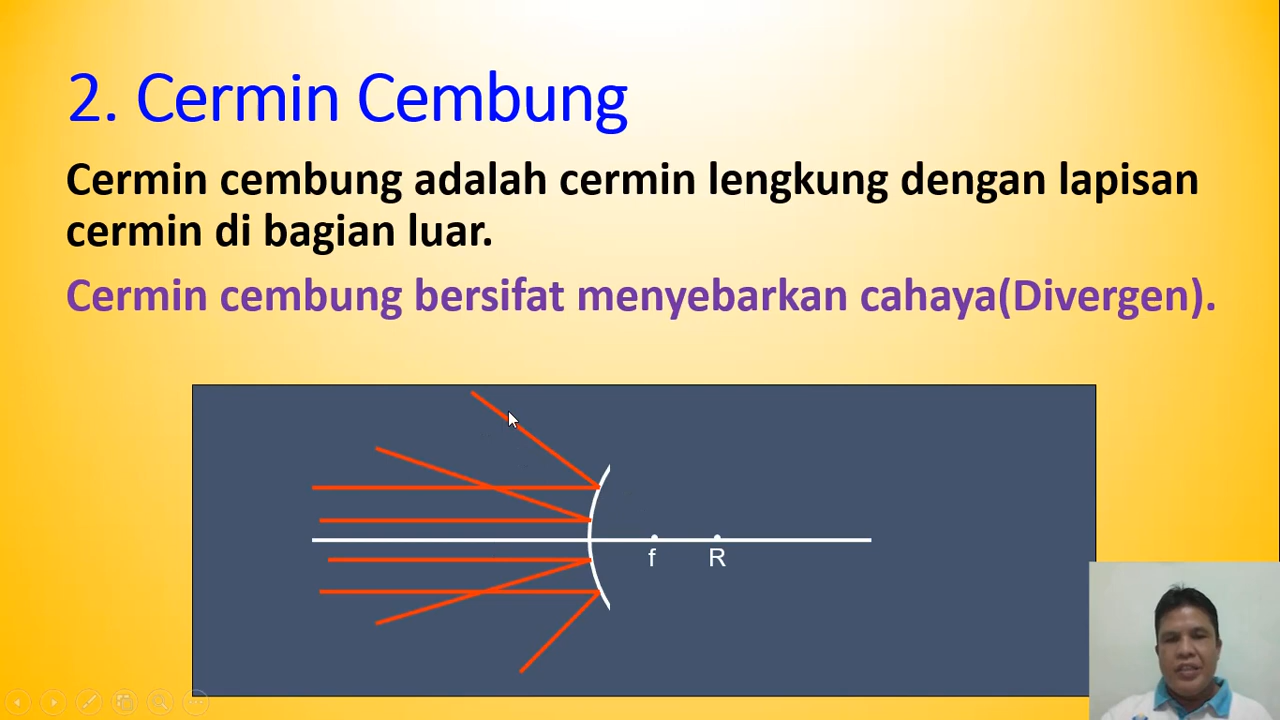 2. Cermin Cembung
Cermin cembung adalah cermin lengkung dengan lapisan
cermin di bagian luar.
Cermin cembung bersifat menyebarkan cahaya(Divergen).
f
R